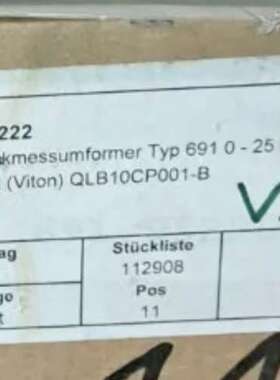 222
kmessumformer Typ 691 0 - 25
(Viton) QLB10CP001-B
V
ag Stückliste
112908
ge Pos
t 11